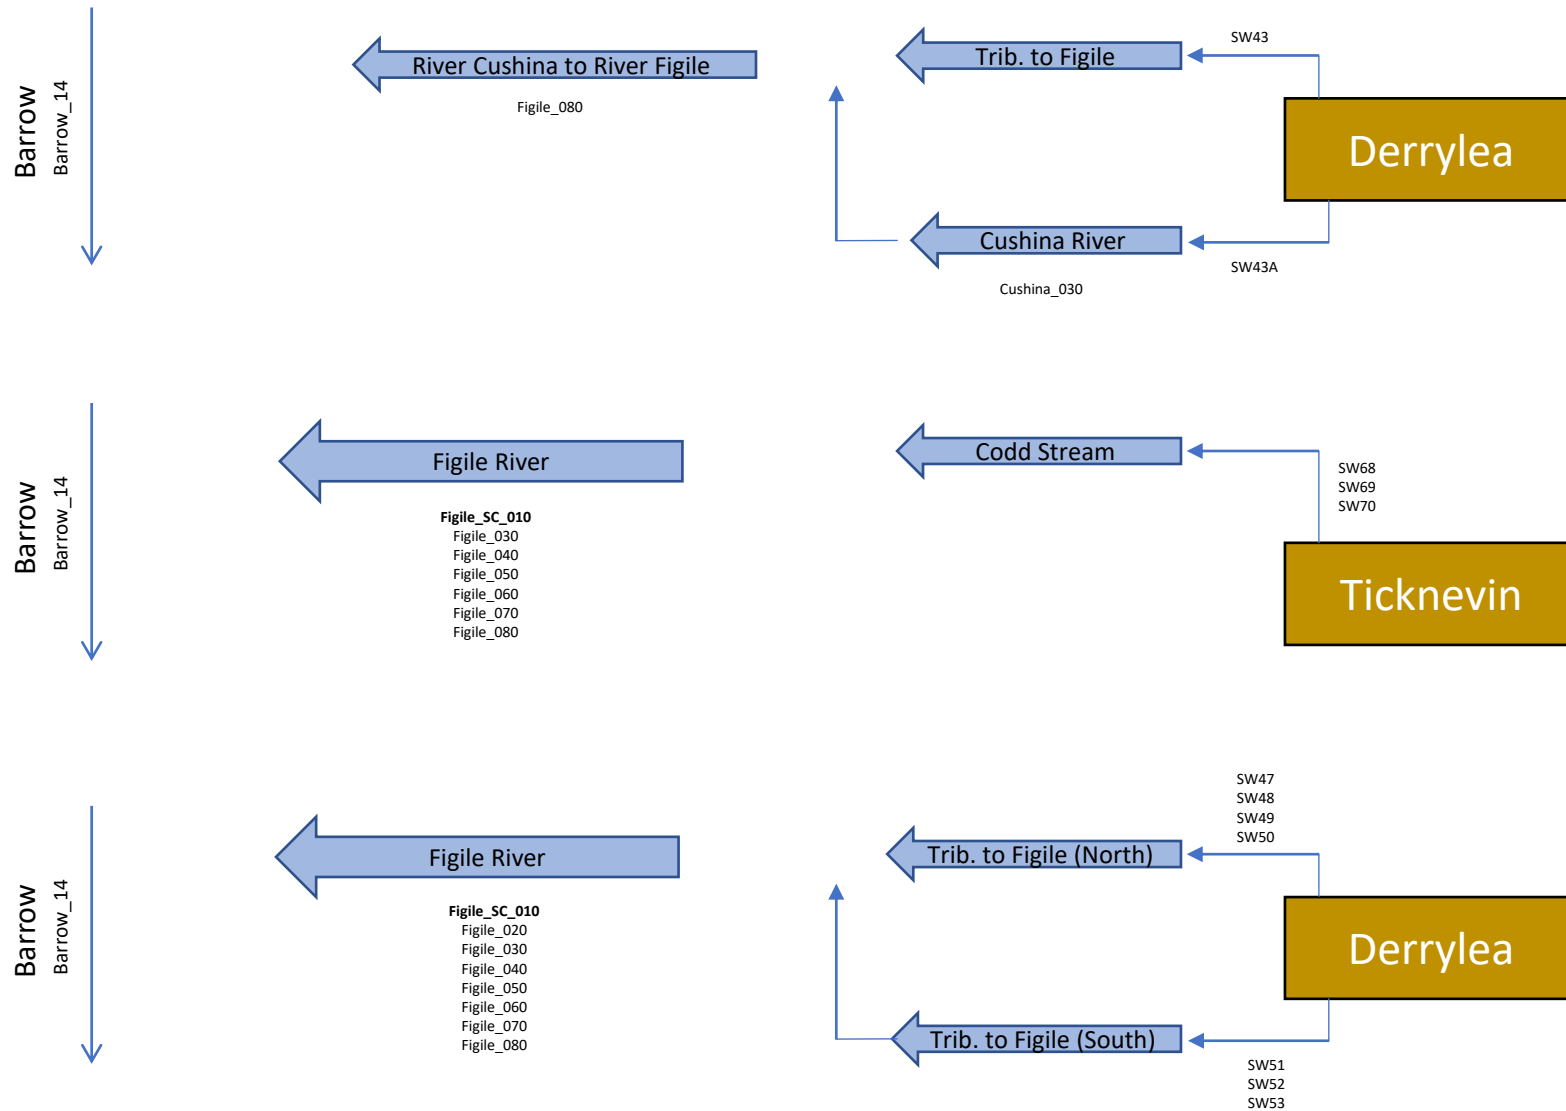 Barrow
Barrow_14
River Cushina to River Figile
Figile_080
Trib. to Figile
SW43
Derrylea
Cushina River
SW43A
Cushina_030
Barrow
Barrow_14
Figile River
Figile_SC_010
Figile_030
Figile_040
Figile_050
Figile_060
Figile_070
Figile_080
Codd Stream
SW68
SW69
SW70
Ticknevin
Barrow
Barrow_14
Figile River
Figile_SC_010
Figile_020
Figile_030
Figile_040
Figile_050
Figile_060
Figile_070
Figile_080
SW47
SW48
SW49
SW50
Trib. to Figile (North)
Derrylea
Trib. to Figile (South)
SW51
SW52
SW53